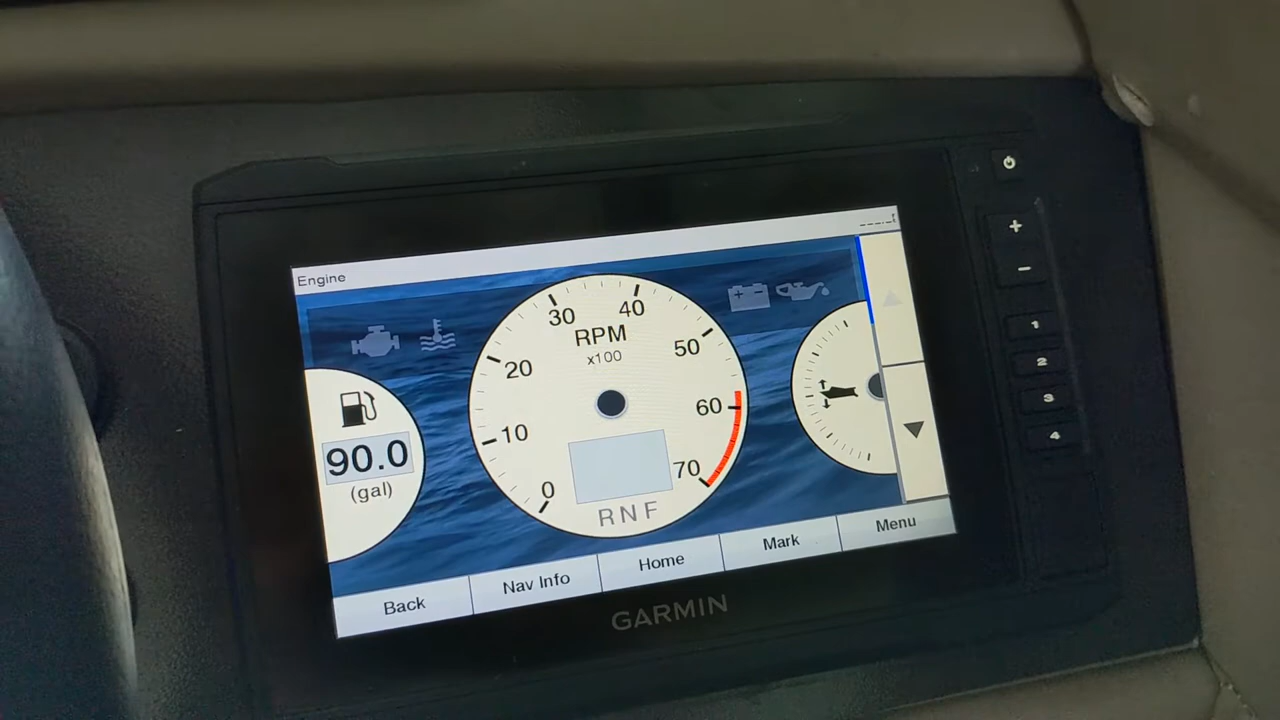 Engine
30 40
RPM
x100
20 50
10 60
0 70
R N F
90.0
(gal)
Back Nav Info Home Mark Menu
GARMIN
+
-
1
2
3
4